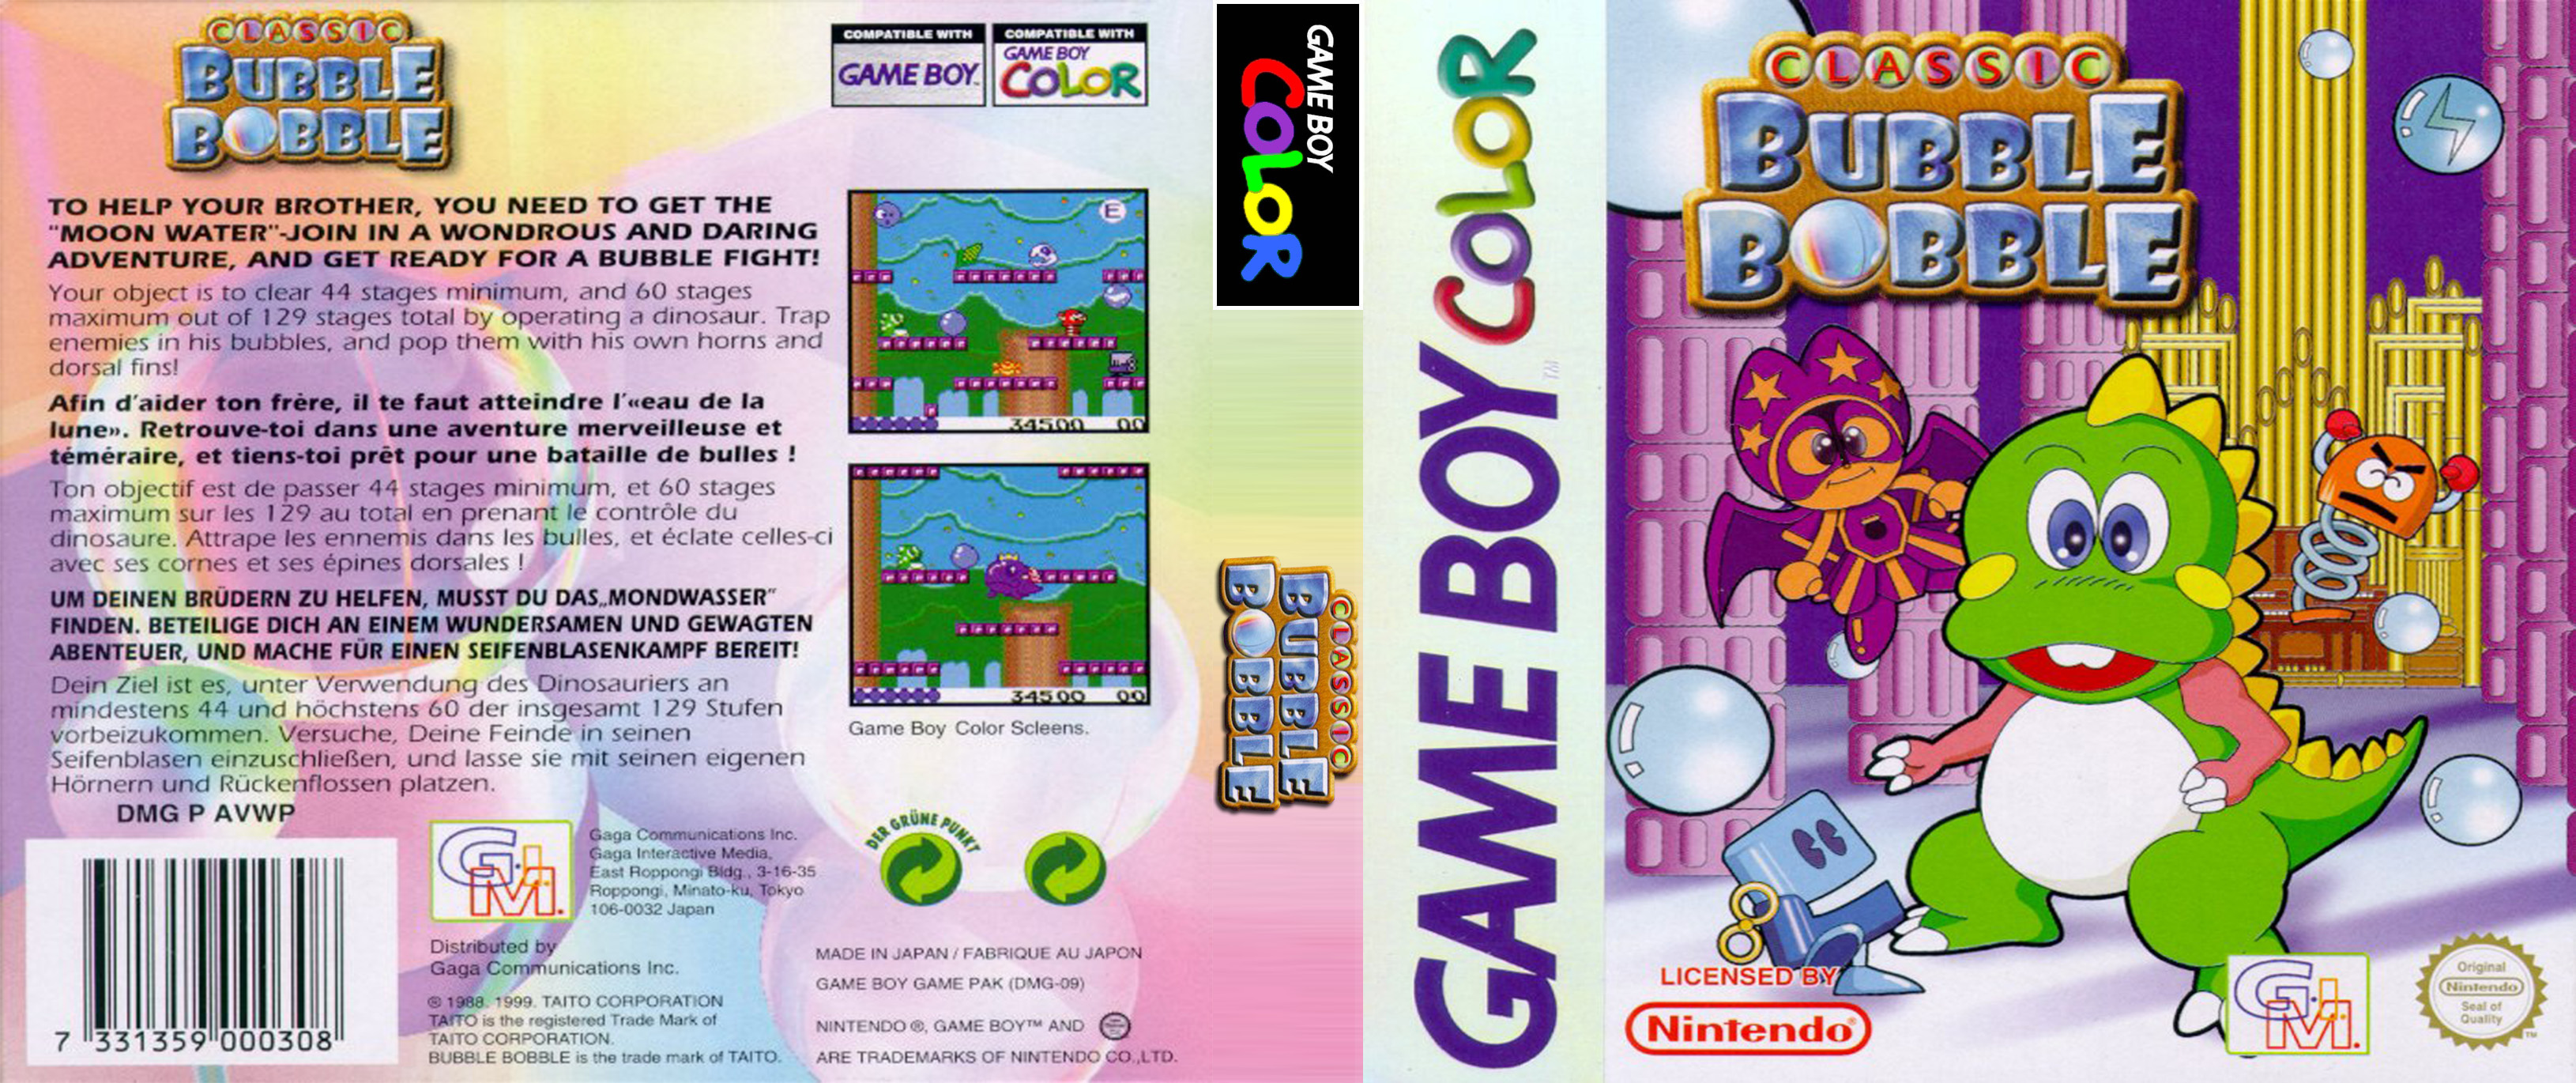 CLASSIC
BUBBLE
BOBBLE
COMPATIBLE WITH
GAME BOY™
COMPATIBLE WITH
GAME BOY
COLOR
TO HELP YOUR BROTHER, YOU NEED TO GET THE
"MOON WATER"-JOIN IN A WONDROUS AND DARING
ADVENTURE, AND GET READY FOR A BUBBLE FIGHT!
Your object is to clear 44 stages minimum, and 60 stages
maximum out of 129 stages total by operating a dinosaur. Trap
enemies in his bubbles, and pop them with his own horns and
dorsal fins!
Afin d'aider ton frère, il te faut atteindre l'«eau de la
lune». Retrouve-toi dans une aventure merveilleuse et
téméraire, et tiens-toi prêt pour une bataille de bulles !
Ton objectif est de passer 44 stages minimum, et 60 stages
maximum sur les 129 au total en prenant le contrôle du
dinosaure. Attrape les ennemis dans les bulles, et éclate celles-ci
avec ses cornes et ses épines dorsales !
UM DEINEN BRÜDERN ZU HELFEN, MUSST DU DAS„MONDWASSER"
FINDEN. BETEILIGE DICH AN EINEM WUNDERSAMEN UND GEWAGTEN
ABENTEUER, UND MACHE FÜR EINEN SEIFENBLASENKAMPF BEREIT!
Dein Ziel ist es, unter Verwendung des Dinosauriers an
mindestens 44 und höchstens 60 der insgesamt 129 Stufen
vorbeizukommen. Versuche, Deine Feinde in seinen
Seifenblasen einzuschließen, und lasse sie mit seinen eigenen
Hörnern und Rückenflossen platzen.
DMG P AVWP
7 331359 000308
E
34500 00
34500 00
Game Boy Color Scleens.
G.I.M.
Gaga Communications Inc.
Gaga Interactive Media,
East Roppongi Bldg., 3-16-35
Roppongi, Minato-ku, Tokyo
106-0032 Japan
DER GRÜNE PUNKT
Distributed by
Gaga Communications Inc.
© 1988, 1999. TAITO CORPORATION
TAITO is the registered Trade Mark of
TAITO CORPORATION.
BUBBLE BOBBLE is the trade mark of TAITO.
MADE IN JAPAN / FABRIQUE AU JAPON
GAME BOY GAME PAK (DMG-09)
NINTENDO ®, GAME BOY™ AND
ARE TRADEMARKS OF NINTENDO CO.,LTD.
GAME BOY
COLOR
CLASSIC
BUBBLE
BOBBLE
GAME BOY COLOR
TM
CLASSIC
BUBBLE
BOBBLE
LICENSED BY
Nintendo®
G.I.M.
Original
Nintendo
Seal of
Quality
TM